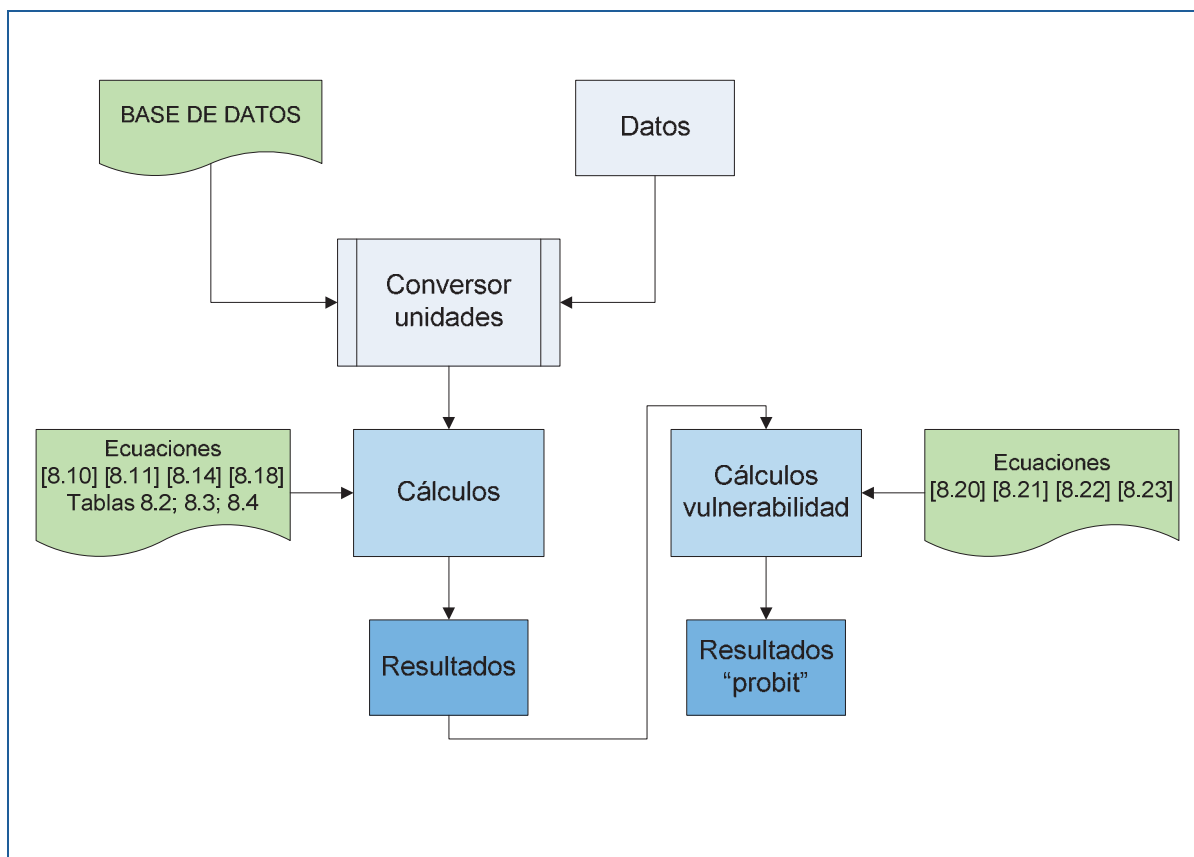 BASE DE DATOS
Datos
Conversor
unidades
Ecuaciones
[8.10] [8.11] [8.14] [8.18]
Tablas 8.2; 8.3; 8.4
Cálculos
Cálculos
vulnerabilidad
Ecuaciones
[8.20] [8.21] [8.22] [8.23]
Resultados
Resultados
“probit”